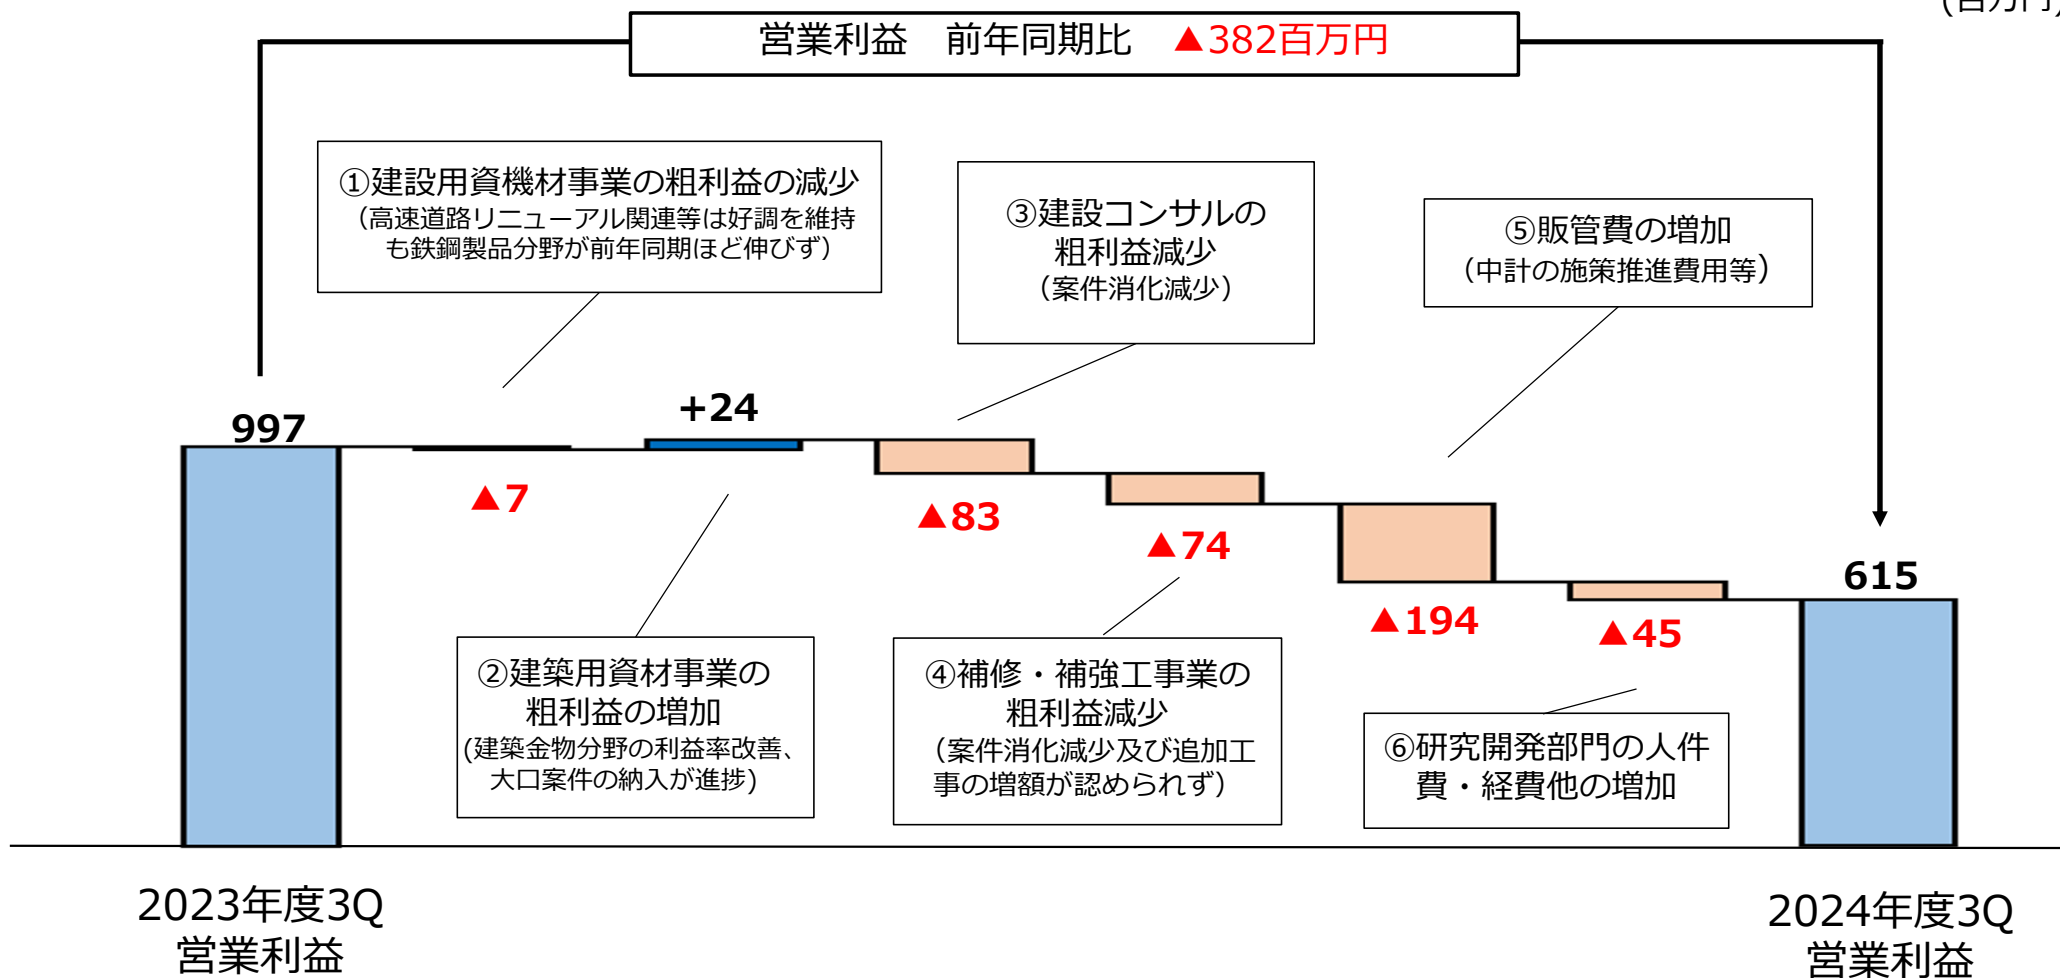 (百万円)
営業利益　前年同期比　▲382百万円
①建設用資機材事業の粗利益の減少
（高速道路リニューアル関連等は好調を維持
も鉄鋼製品分野が前年同期ほど伸びず）
③建設コンサルの
粗利益減少
（案件消化減少）
⑤販管費の増加
（中計の施策推進費用等）
997
▲7
+24
▲83
▲74
▲194
▲45
615
②建築用資材事業の
粗利益の増加
(建築金物分野の利益率改善、
大口案件の納入が進捗)
④補修・補強工事業の
粗利益減少
（案件消化減少及び追加工
事の増額が認められず）
⑥研究開発部門の人件
費・経費他の増加
2023年度3Q
営業利益
2024年度3Q
営業利益